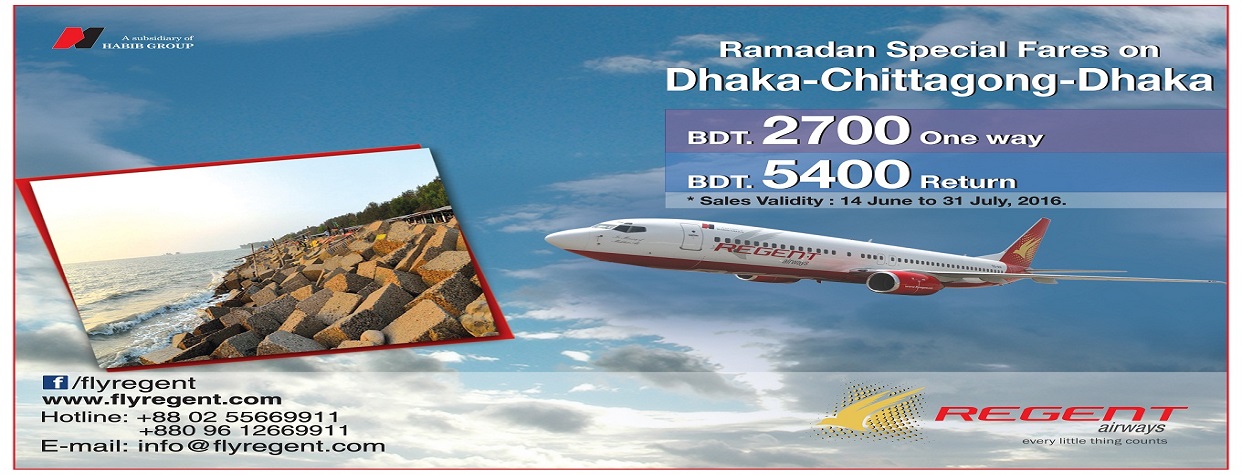 A subsidiary of
HABIB GROUP
Ramadan Special Fares on
Dhaka-Chittagong-Dhaka
BDT. 2700 One way
BDT. 5400 Return
* Sales Validity : 14 June to 31 July, 2016.
REGENT
airways
f/flyregent
www.flyregent.com
Hotline: +88 02 55669911
+880 96 12669911
E-mail: info@flyregent.com
REGENT
airways
every little thing counts